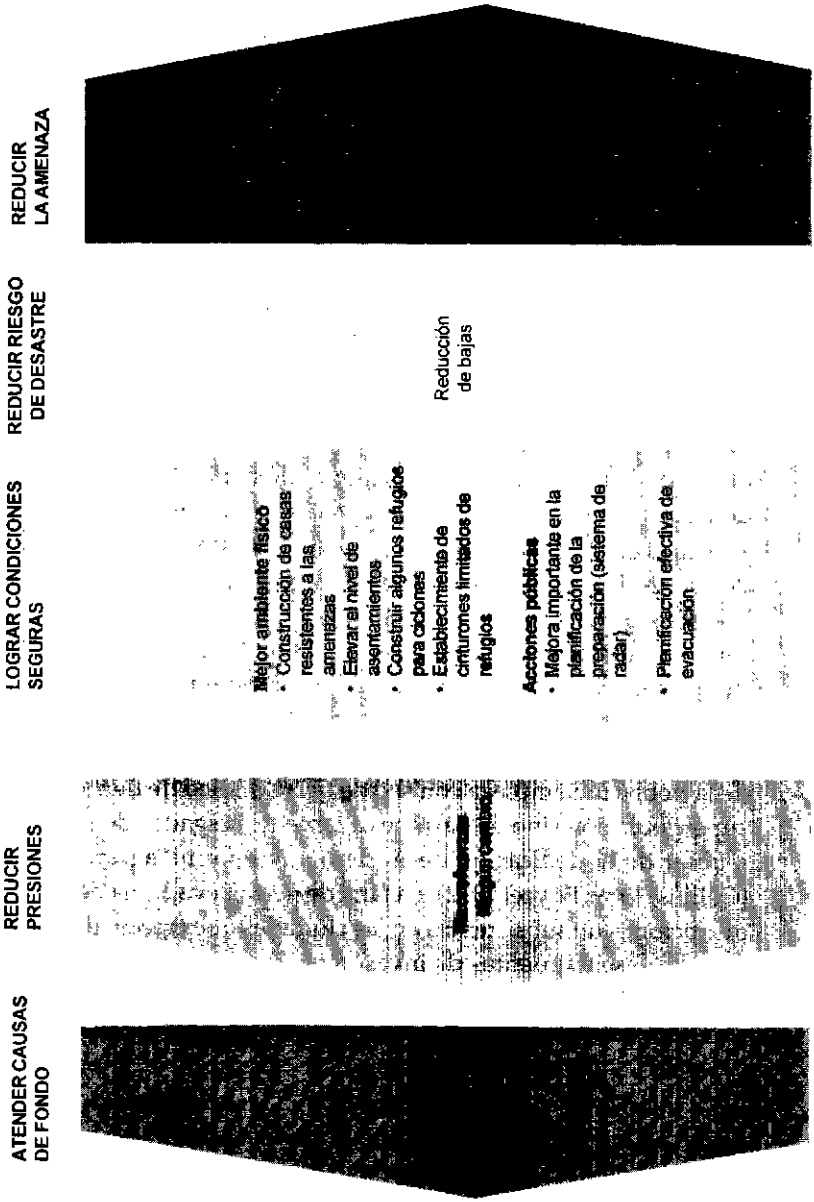 ATENDER CAUSAS
DE FONDO
REDUCIR
PRESIONES
Macrofuerzas
Ningún cambio
LOGRAR CONDICIONES
SEGURAS
Mejor ambiente físico
• Construcción de casas
resistentes a las
amenazas
• Elevar el nivel de
asentamientos
• Construir algunos refugios
para ciclones
• Establecimiento de
cinturones limitados de
refugios
Acciones públicas
• Mejora importante en la
planificación de la
preparación (sistema de
radar)
• Planificación efectiva de
evacuación
REDUCIR RIESGO
DE DESASTRE
Reducción
de bajas
REDUCIR
LA AMENAZA